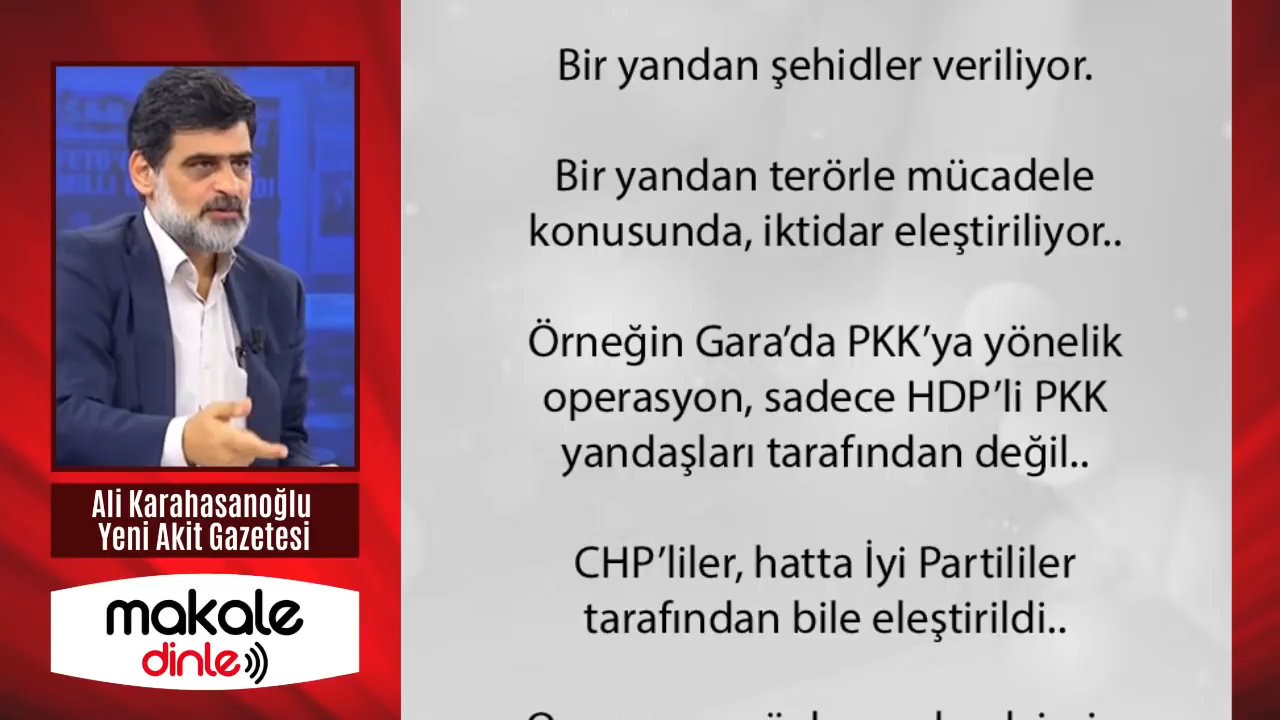 Bir yandan şehidler veriliyor.
Bir yandan terörle mücadele
konusunda, iktidar eleştiriliyor..
Örneğin Gara’da PKK’ya yönelik
operasyon, sadece HDP’li PKK
yandaşları tarafından değil..
CHP’liler, hatta İyi Partililer
tarafından bile eleştirildi..
Ali Karahasanoğlu
Yeni Akit Gazetesi
makale
dinle